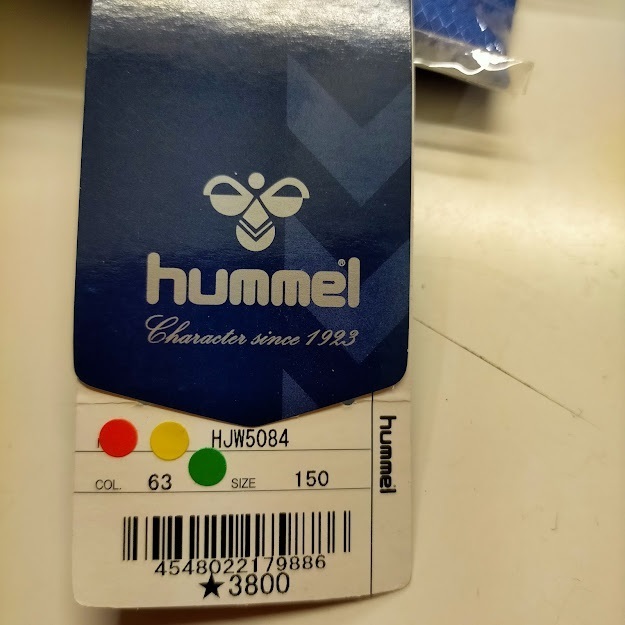 hummel®
Character since 1923
HJW5084
hummel
COL. 63 SIZE 150
4548022179886
★3800